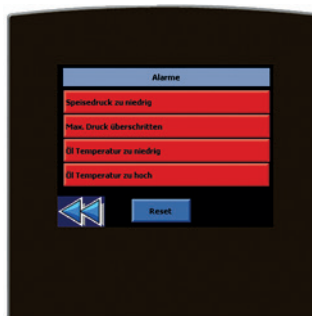 Alarme
Speisedruck zu niedrig
Max. Druck überschritten
Öl Temperatur zu niedrig
Öl Temperatur zu hoch
Reset